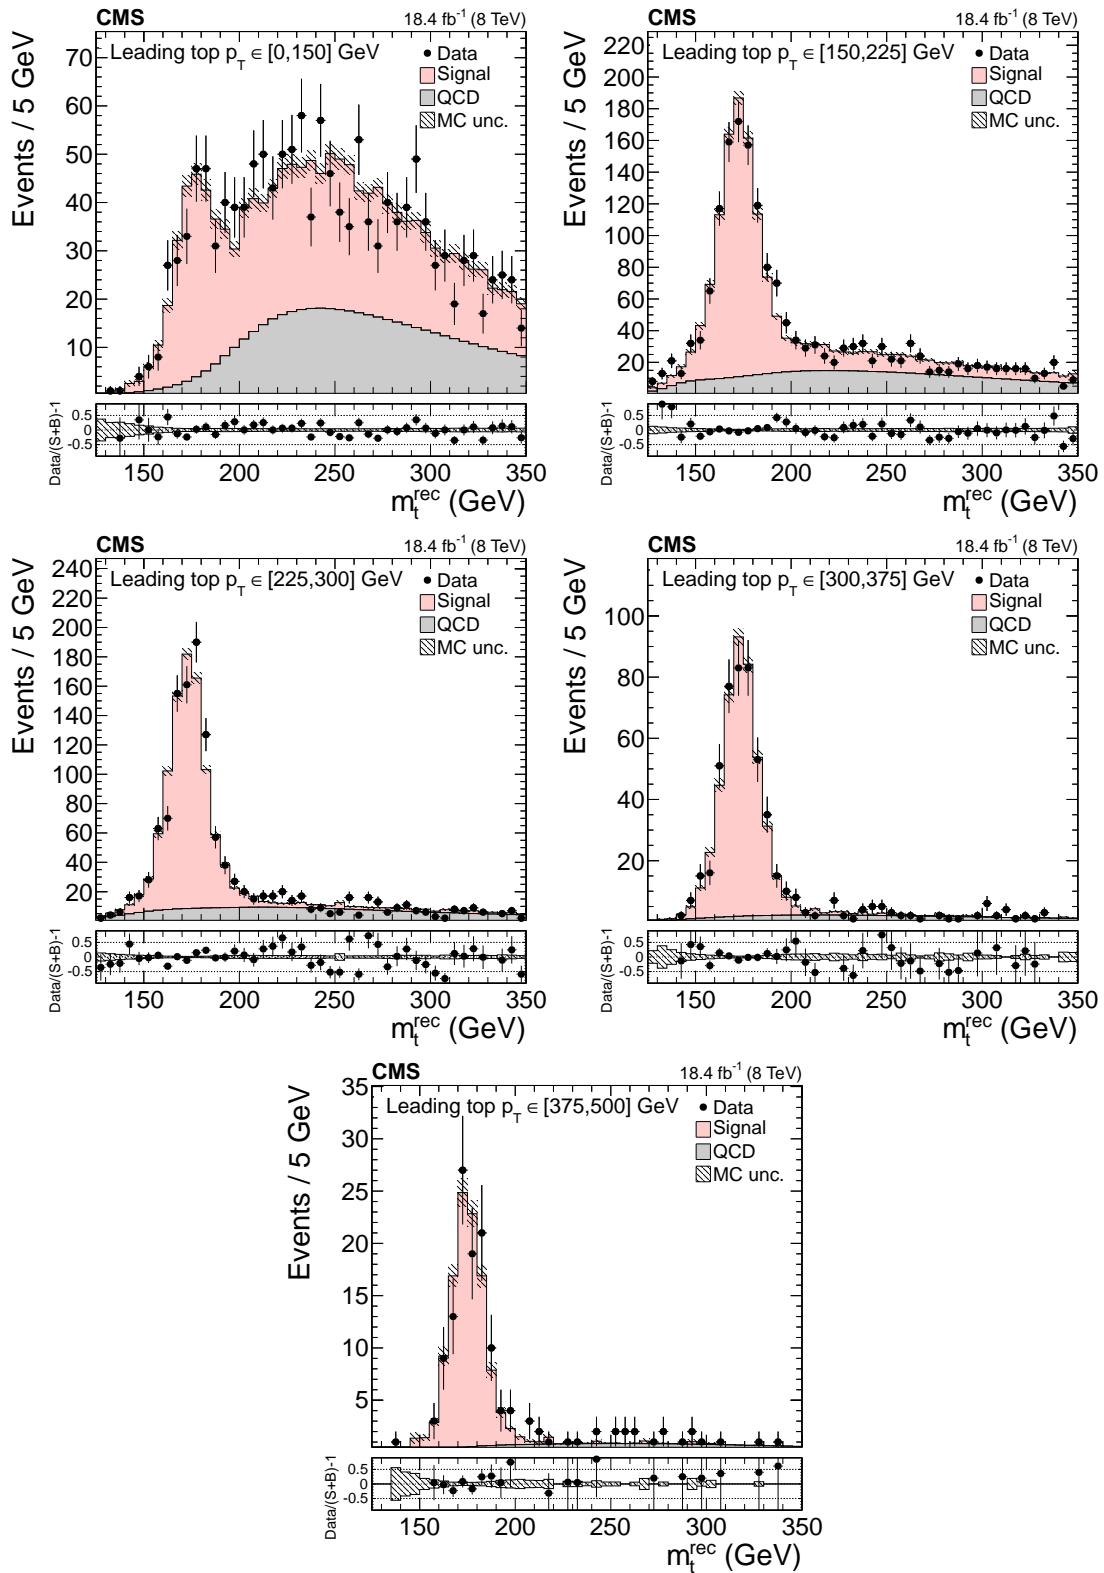 CMS 18.4 fb⁻¹ (8 TeV)
Leading top p_T ∈ [0,150] GeV
Data
Signal
QCD
MC unc.
Events / 5 GeV
70
60
50
40
30
20
10
Data/(S+B)-1
0.5
0
-0.5
150 200 250 300 350
m_t^rec (GeV)
CMS 18.4 fb⁻¹ (8 TeV)
Leading top p_T ∈ [150,225] GeV
Data
Signal
QCD
MC unc.
Events / 5 GeV
220
200
180
160
140
120
100
80
60
40
20
Data/(S+B)-1
0.5
0
-0.5
150 200 250 300 350
m_t^rec (GeV)
CMS 18.4 fb⁻¹ (8 TeV)
Leading top p_T ∈ [225,300] GeV
Data
Signal
QCD
MC unc.
Events / 5 GeV
240
220
200
180
160
140
120
100
80
60
40
20
Data/(S+B)-1
0.5
0
-0.5
150 200 250 300 350
m_t^rec (GeV)
CMS 18.4 fb⁻¹ (8 TeV)
Leading top p_T ∈ [300,375] GeV
Data
Signal
QCD
MC unc.
Events / 5 GeV
100
80
60
40
20
Data/(S+B)-1
0.5
0
-0.5
150 200 250 300 350
m_t^rec (GeV)
CMS 18.4 fb⁻¹ (8 TeV)
Leading top p_T ∈ [375,500] GeV
Data
Signal
QCD
MC unc.
Events / 5 GeV
35
30
25
20
15
10
5
Data/(S+B)-1
0.5
0
-0.5
150 200 250 300 350
m_t^rec (GeV)